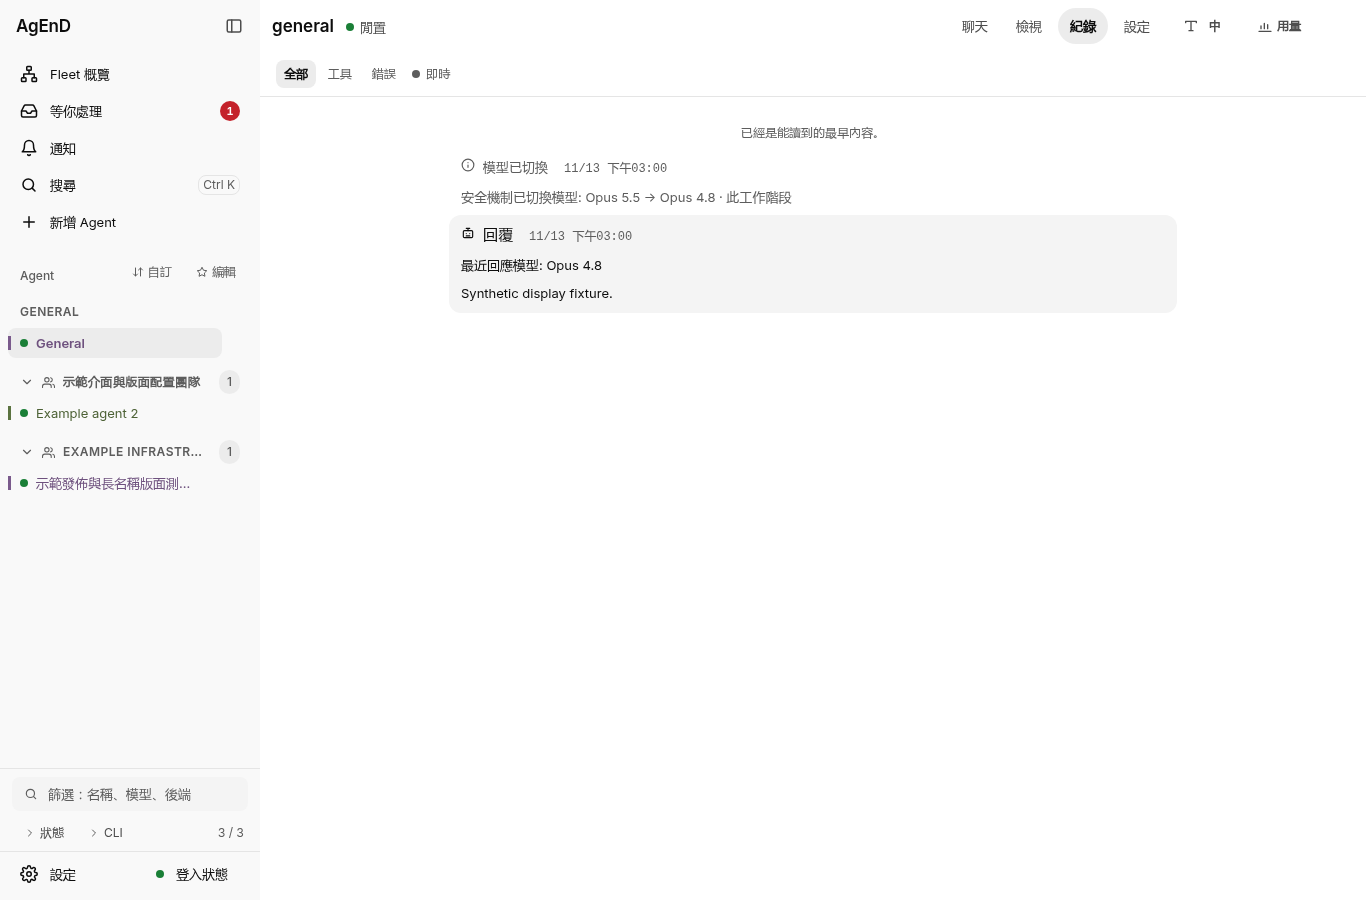 AgEnD
Fleet 概覽
等你處理 1
通知
搜尋 Ctrl K
新增 Agent
Agent 自訂 編輯
GENERAL
General
示範介面與版面配置團隊 1
Example agent 2
EXAMPLE INFRASTR... 1
示範發佈與長名稱版面測...
篩選：名稱、模型、後端
狀態 CLI 3 / 3
設定 登入狀態
general 閒置
聊天 檢視 紀錄 設定 中 用量
全部 工具 錯誤 即時
已經是能讀到的最早內容。
模型已切換 11/13 下午03:00
安全機制已切換模型: Opus 5.5 → Opus 4.8 · 此工作階段
回覆 11/13 下午03:00
最近回應模型: Opus 4.8
Synthetic display fixture.